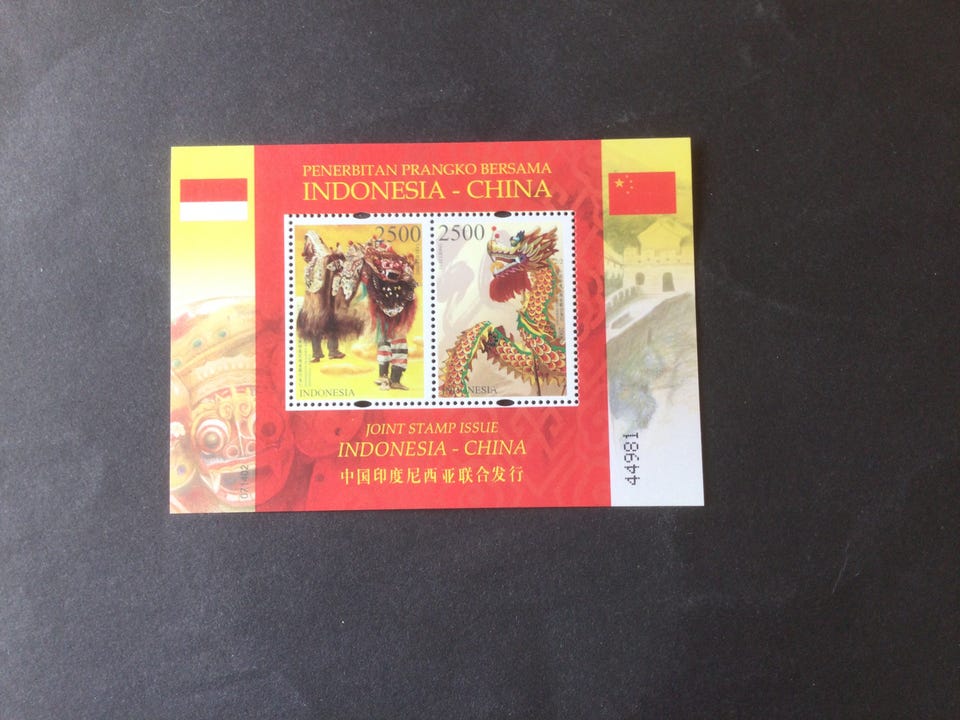 PENERBITAN PRANGKO BERSAMA
INDONESIA - CHINA
2500
2500
INDONESIA
INDONESIA
JOINT STAMP ISSUE
INDONESIA - CHINA
中国印度尼西亚联合发行
071402
44981